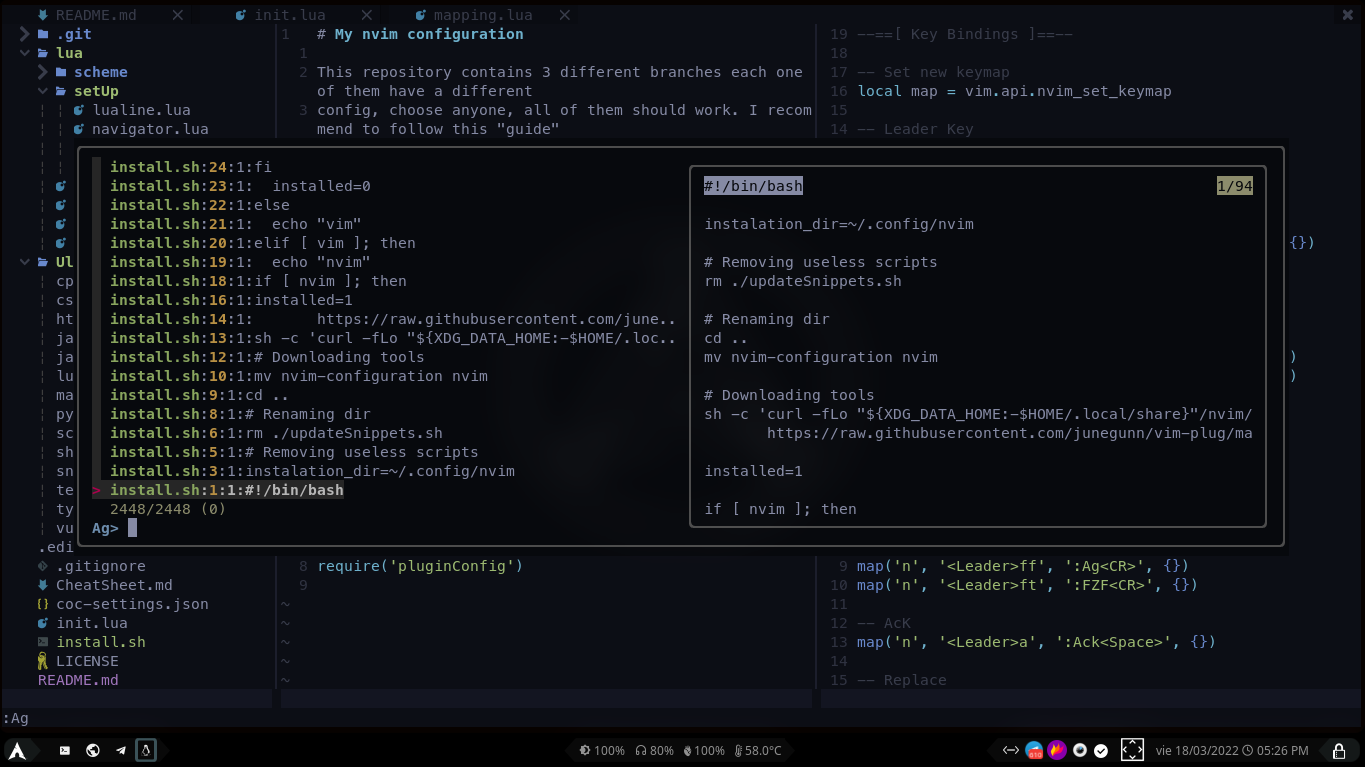 README.md init.lua mapping.lua
.git
lua
scheme
setUp
lualine.lua
navigator.lua
Ul
cp
cs
ht
ja
ja
lu
ma
py
sc
sh
sn
te
ty
vu
.edi
.gitignore
CheatSheet.md
coc-settings.json
init.lua
install.sh
LICENSE
README.md
1 # My nvim configuration
1
2 This repository contains 3 different branches each one
of them have a different
3 config, choose anyone, all of them should work. I recom
mend to follow this "guide"
8 require('pluginConfig')
9
~
~
~
~
~
19 --==[ Key Bindings ]==--
18
17 -- Set new keymap
16 local map = vim.api.nvim_set_keymap
15
14 -- Leader Key
{})
)
)
9 map('n', '<Leader>ff', ':Ag<CR>', {})
10 map('n', '<Leader>ft', ':FZF<CR>', {})
11
12 -- AcK
13 map('n', '<Leader>a', ':Ack<Space>', {})
14
15 -- Replace
install.sh:24:1:fi
install.sh:23:1:  installed=0
install.sh:22:1:else
install.sh:21:1:  echo "vim"
install.sh:20:1:elif [ vim ]; then
install.sh:19:1:  echo "nvim"
install.sh:18:1:if [ nvim ]; then
install.sh:16:1:installed=1
install.sh:14:1:       https://raw.githubusercontent.com/june..
install.sh:13:1:sh -c 'curl -fLo "${XDG_DATA_HOME:-$HOME/.loc..
install.sh:12:1:# Downloading tools
install.sh:10:1:mv nvim-configuration nvim
install.sh:9:1:cd ..
install.sh:8:1:# Renaming dir
install.sh:6:1:rm ./updateSnippets.sh
install.sh:5:1:# Removing useless scripts
install.sh:3:1:instalation_dir=~/.config/nvim
> install.sh:1:1:#!/bin/bash
2448/2448 (0)
Ag>
#!/bin/bash 1/94
instalation_dir=~/.config/nvim
# Removing useless scripts
rm ./updateSnippets.sh
# Renaming dir
cd ..
mv nvim-configuration nvim
# Downloading tools
sh -c 'curl -fLo "${XDG_DATA_HOME:-$HOME/.local/share}"/nvim/
https://raw.githubusercontent.com/junegunn/vim-plug/ma
installed=1
if [ nvim ]; then
:Ag
100% 80% 100% 58.0°C vie 18/03/2022 05:26 PM